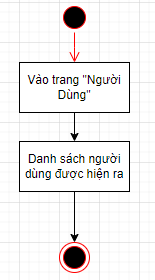 Vào trang "Người
Dùng"
Danh sách người
dùng được hiện ra